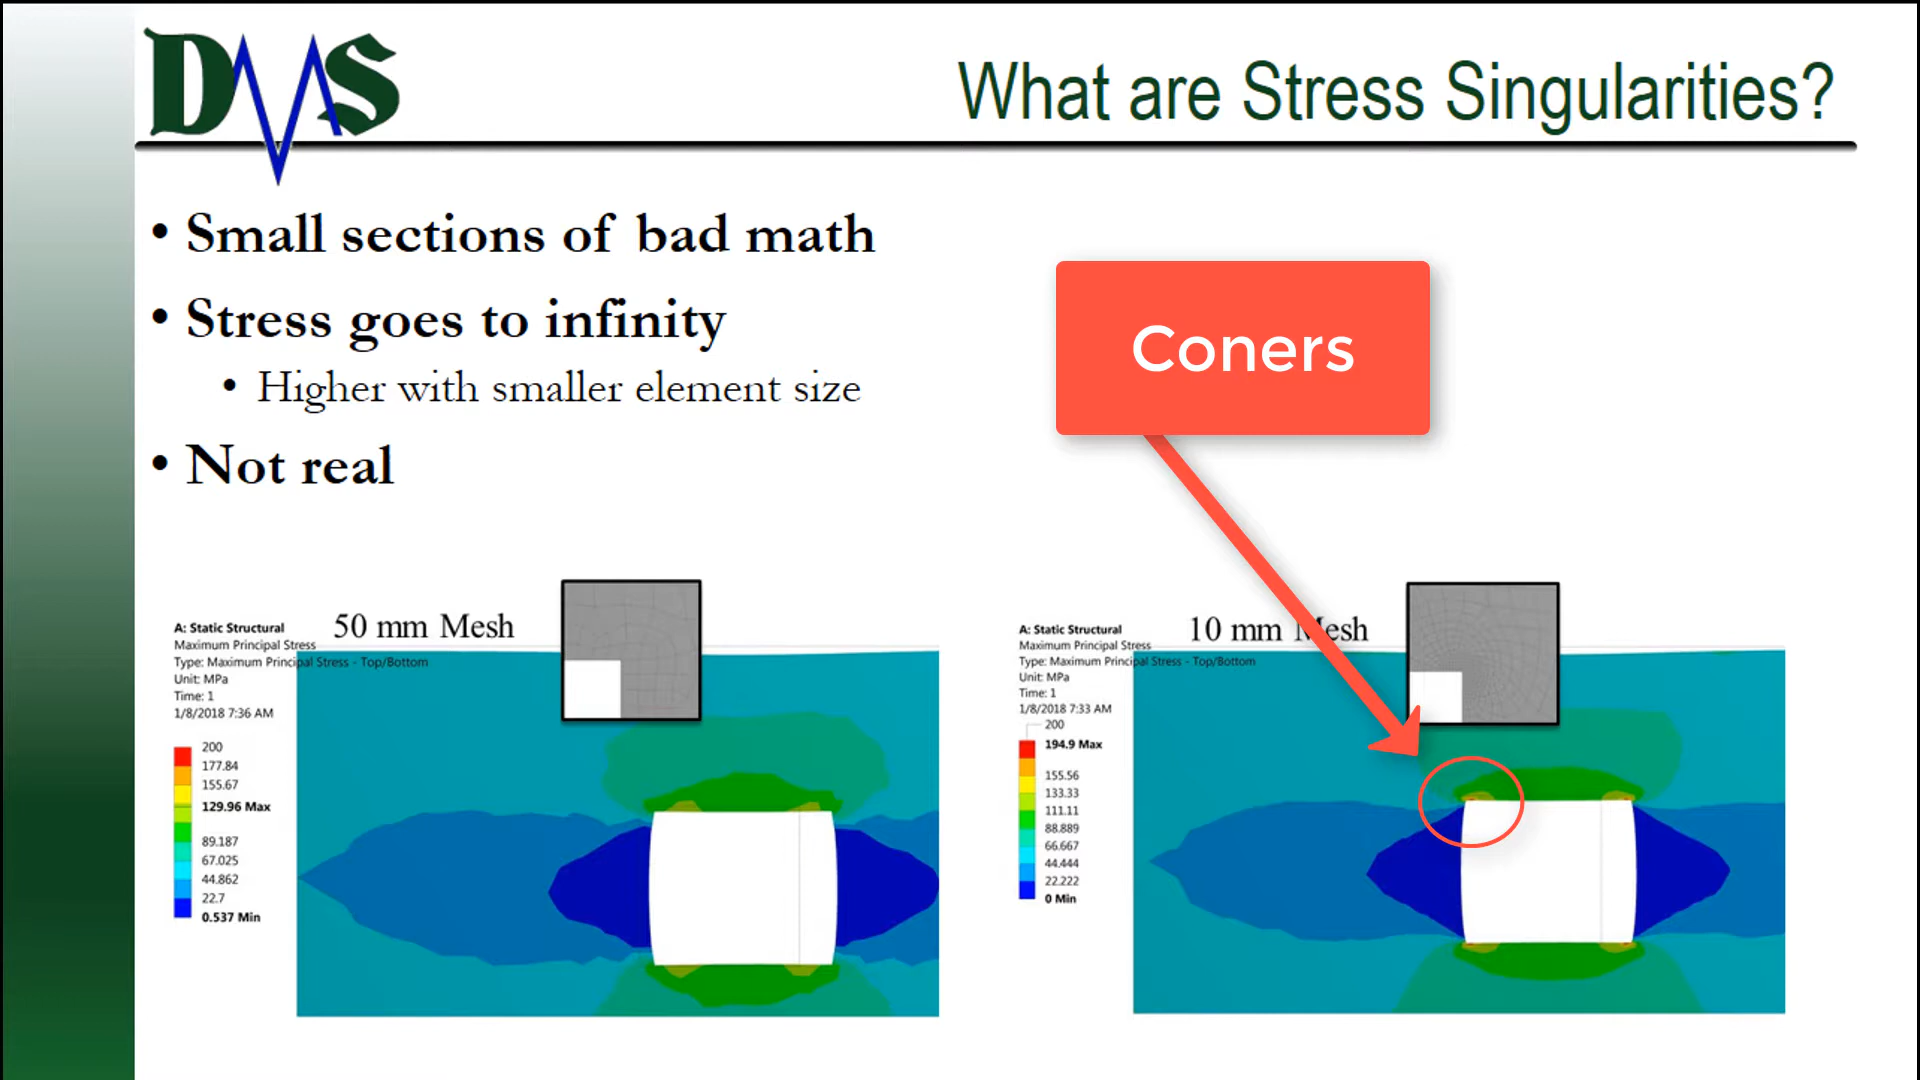 DVS
What are Stress Singularities?
• Small sections of bad math
• Stress goes to infinity
• Higher with smaller element size
• Not real
Coners
50 mm Mesh
A: Static Structural
Maximum Principal Stress
Type: Maximum Principal Stress - Top/Bottom
Unit: MPa
Time: 1
1/8/2018 7:36 AM
200
177.84
155.67
129.96 Max
89.187
67.025
44.862
22.7
0.537 Min
10 mm Mesh
A: Static Structural
Maximum Principal Stress
Type: Maximum Principal Stress - Top/Bottom
Unit: MPa
Time: 1
1/8/2018 7:33 AM
200
194.9 Max
155.56
133.33
111.11
88.889
66.667
44.444
22.222
0 Min